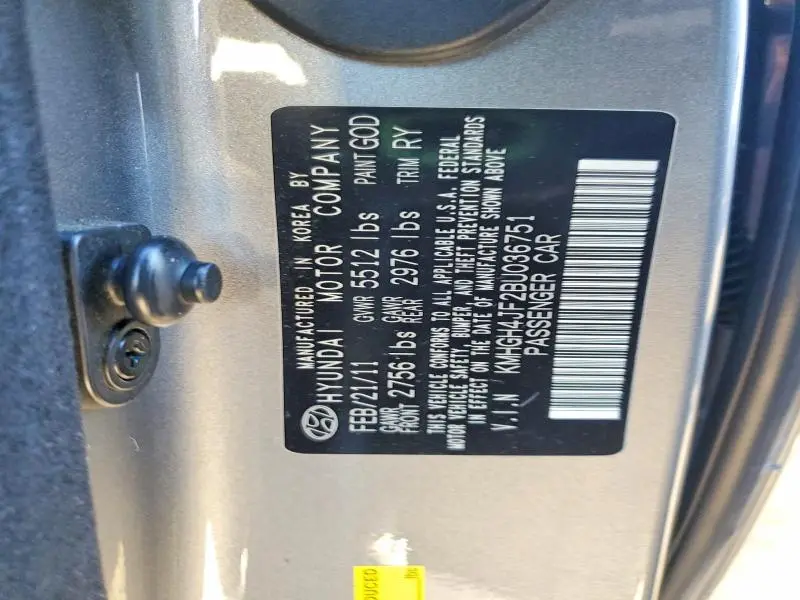 MANUFACTURED IN KOREA BY
HYUNDAI MOTOR COMPANY
FEB/21/11 GVWR 5512 lbs PAINT GOD
GAWR FRONT 2756 lbs GAWR REAR 2976 lbs TRIM RY
THIS VEHICLE CONFORMS TO ALL APPLICABLE U.S.A. FEDERAL
MOTOR VEHICLE SAFETY, BUMPER, AND THEFT PREVENTION STANDARDS
IN EFFECT ON THE DATE OF MANUFACTURE SHOWN ABOVE
V.I.N KMHGH4JF2BU036751
PASSENGER CAR
DUCED
lbs